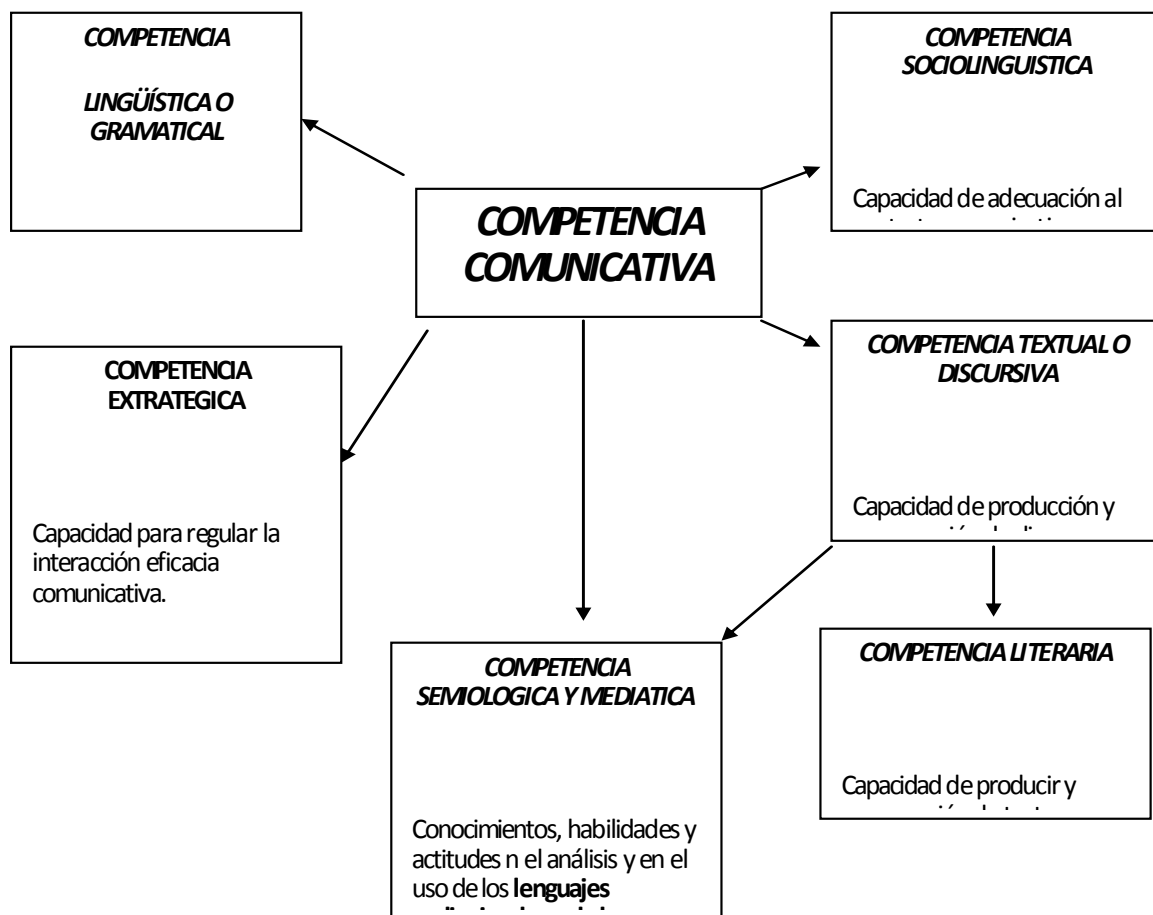 COMPETENCIA
LINGÜÍSTICA O
GRAMATICAL
COMPETENCIA
SOCIOLINGUISTICA
Capacidad de adecuación al
COMPETENCIA
COMUNICATIVA
COMPETENCIA
EXTRATEGICA
Capacidad para regular la
interacción eficacia
comunicativa.
COMPETENCIA TEXTUAL O
DISCURSIVA
Capacidad de producción y
COMPETENCIA
SEMIOLOGICA Y MEDIATICA
Conocimientos, habilidades y
actitudes n el análisis y en el
uso de los lenguajes
COMPETENCIA LITERARIA
Capacidad de producir y